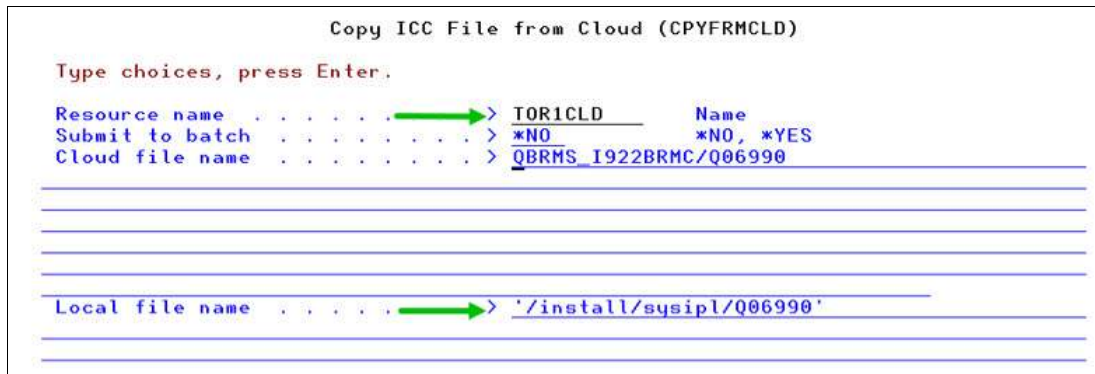 Copy ICC File from Cloud (CPYFRMCLD)
Type choices, press Enter.
Resource name . . . . . . > TOR1CLD Name
Submit to batch . . . . . . . . > *NO *NO, *YES
Cloud file name . . . . . . . . > QBRMS_I922BRMC/Q06990
Local file name . . . . . > '/install/sysipl/Q06990'